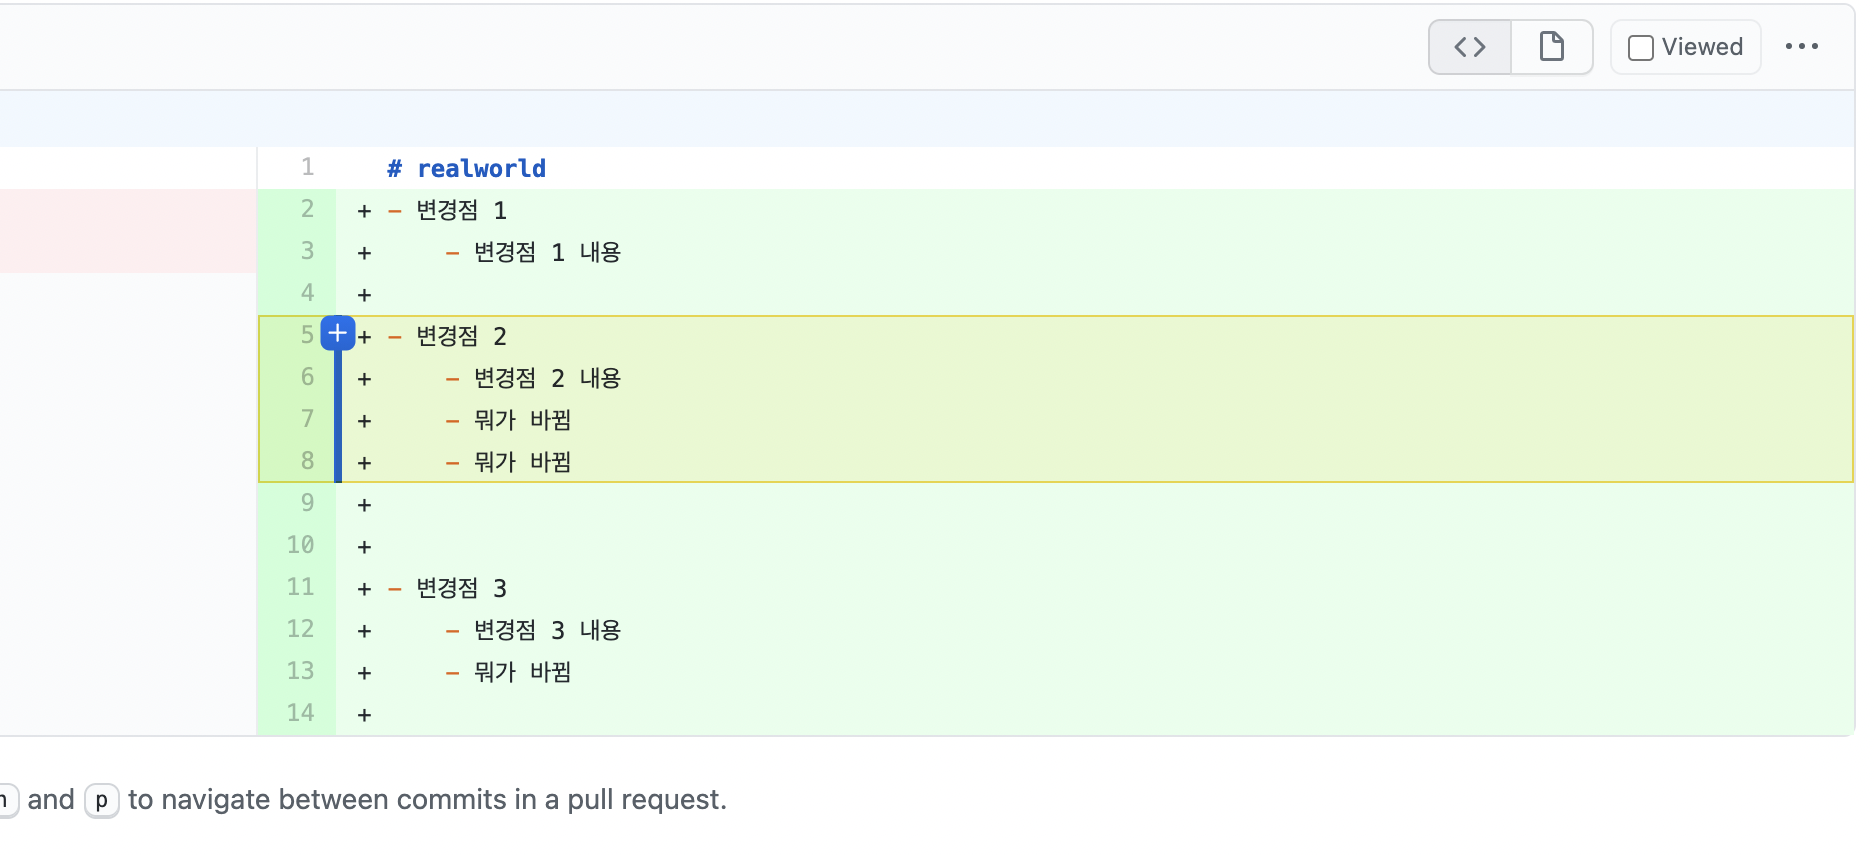 Viewed
1 # realworld
2 + - 변경점 1
3 + - 변경점 1 내용
4 +
5 + - 변경점 2
6 + - 변경점 2 내용
7 + - 뭐가 바뀜
8 + - 뭐가 바뀜
9 +
10 +
11 + - 변경점 3
12 + - 변경점 3 내용
13 + - 뭐가 바뀜
14 +
and p to navigate between commits in a pull request.